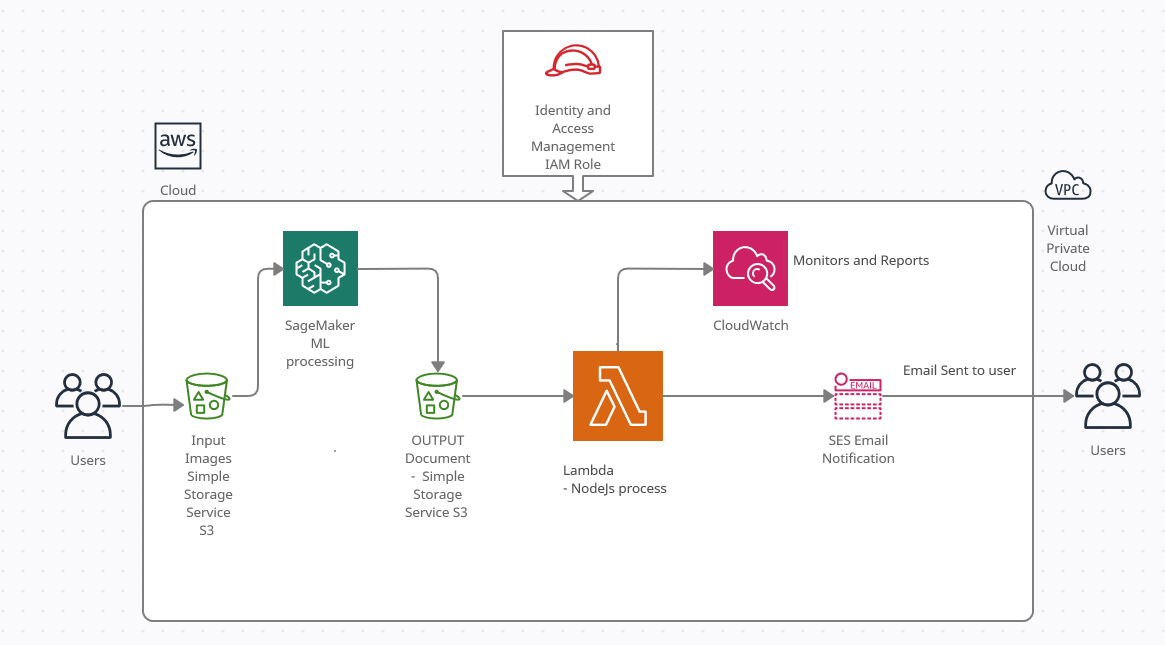 Identity and
Access
Management
IAM Role
aws
Cloud
VPC
Virtual
Private
Cloud
SageMaker
ML
processing
Monitors and Reports
CloudWatch
Users
Input
Images
Simple
Storage
Service
S3
OUTPUT
Document
- Simple
Storage
Service S3
Lambda
- NodeJs process
EMAIL
SES Email
Notification
Email Sent to user
Users